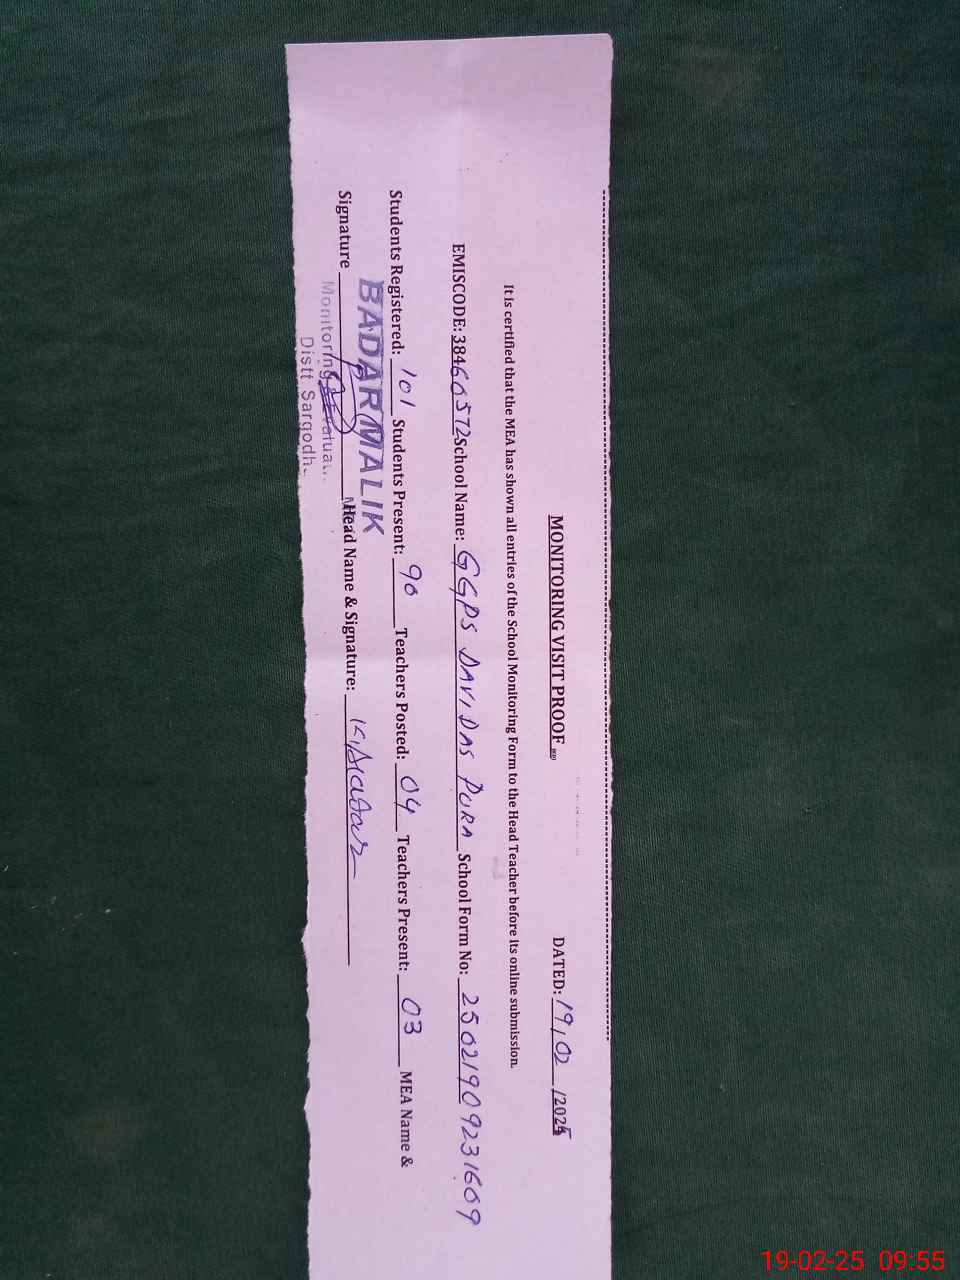 MONITORING VISIT PROOF DATED: 19,02 /2025
It is certified that the MEA has shown all entries of the School Monitoring Form to the Head Teacher before its online submission.
EMISCODE: 38460572 School Name: GGPS DAVIDAS PURA School Form No: 25021909231609
Students Registered: 101 Students Present: 90 Teachers Posted: 04 Teachers Present: 03 MEA Name &
BADAR MALIK
Signature Head Name & Signature:
Monitoring
Distt Sargodh
19-02-25 09:55